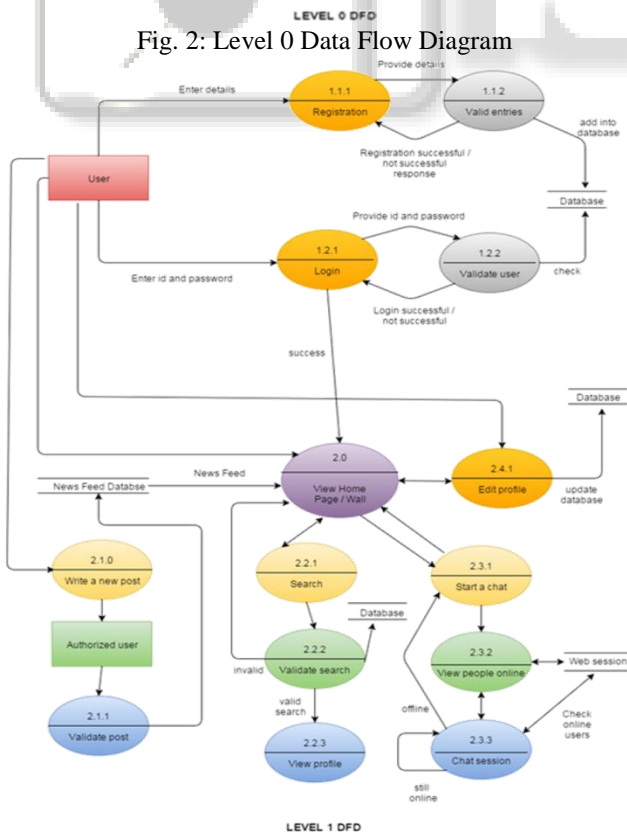 LEVEL 0 DFD
Fig. 2: Level 0 Data Flow Diagram
Provide details
Enter details
1.1.1
Registration
1.1.2
Valid entries
add into
database
Registration successful /
not successful
response
User
Database
Provide id and password
1.2.1
Login
1.2.2
Validate user
check
Enter id and password
Login successful /
not successful
success
Database
2.0
View Home
Page / Wall
News Feed
News Feed Databse
2.4.1
Edit profile
update
database
2.1.0
Write a new post
2.2.1
Search
2.3.1
Start a chat
Database
Authorized user
2.2.2
Validate search
invalid
2.3.2
View people online
Web session
valid
search
offline
Check
online
users
2.1.1
Validate post
2.2.3
View profile
2.3.3
Chat session
still
online
LEVEL 1 DFD